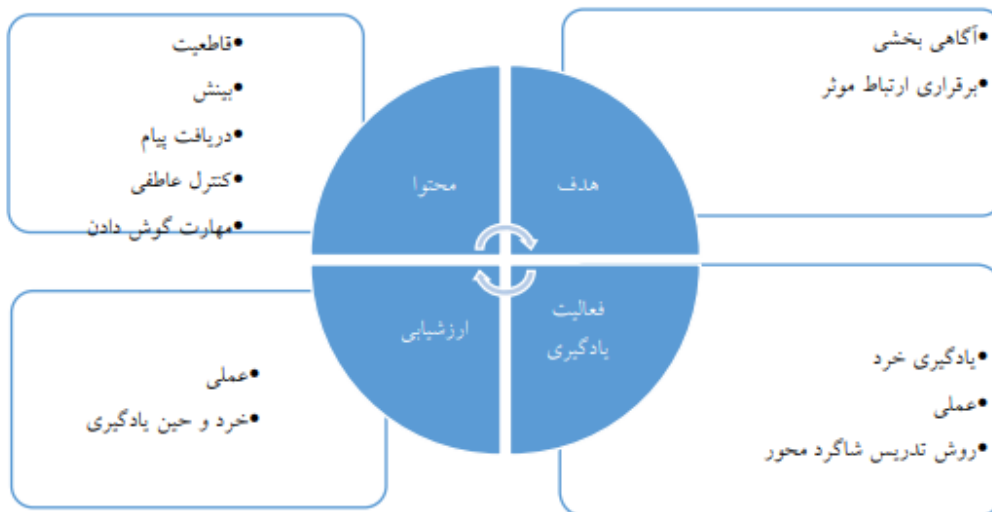 آگاهی بخشی•
برقراری ارتباط موثر•
هدف
قاطعیت•
بینش•
دریافت پیام•
کنترل عاطفی•
مهارت گوش دادن•
محتوا
یادگیری خرد•
عملی•
روش تدریس شاگرد محور•
فعالیت
یادگیری
عملی•
خرد و حین یادگیری•
ارزشیابی